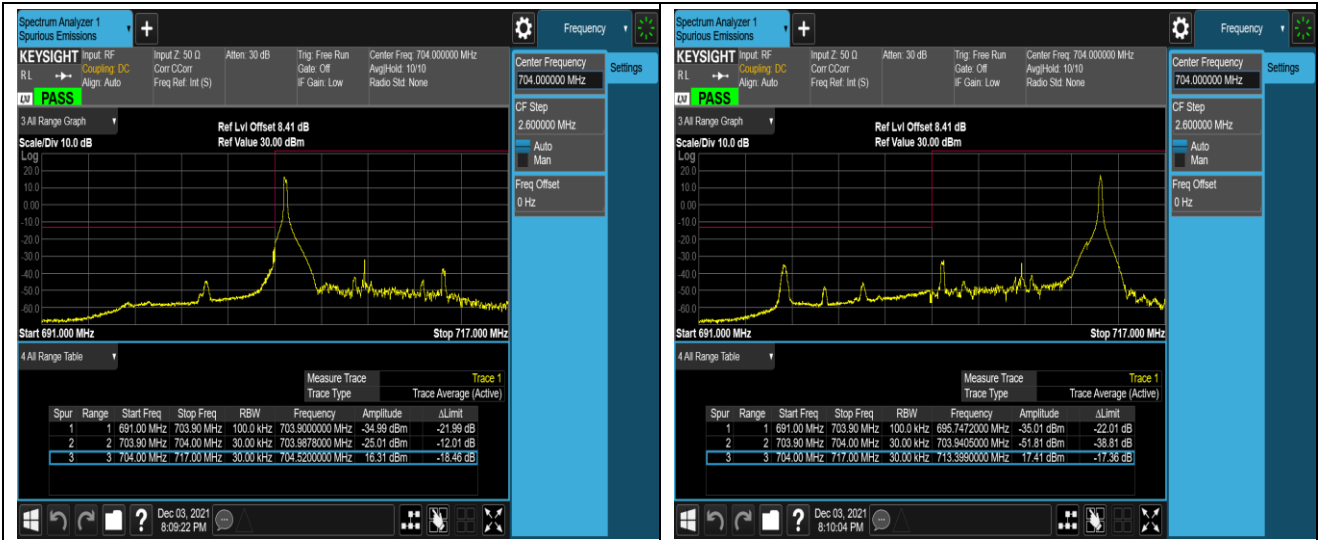 Spectrum Analyzer 1
Spurious Emissions
+
Frequency
KEYSIGHT Input: RF Input Z: 50 Ω Atten: 30 dB Trig: Free Run Center Freq: 704.000000 MHz
Coupling: DC Corr CCorr Gate: Off Avg|Hold: 10/10
R L Align: Auto Freq Ref: Int (S) IF Gain: Low Radio Std: None
LXI PASS
3 All Range Graph
Ref Lvl Offset 8.41 dB
Scale/Div 10.0 dB Ref Value 30.00 dBm
Log
20.0
10.0
0.00
-10.0
-20.0
-30.0
-40.0
-50.0
-60.0
Start 691.000 MHz Stop 717.000 MHz
4 All Range Table
Measure Trace Trace 1
Trace Type Trace Average (Active)
Spur Range Start Freq Stop Freq RBW Frequency Amplitude ΔLimit
1 1 691.00 MHz 703.90 MHz 100.0 kHz 703.9000000 MHz -34.99 dBm -21.99 dB
2 2 703.90 MHz 704.00 MHz 30.00 kHz 703.9878000 MHz -25.01 dBm -12.01 dB
3 3 704.00 MHz 717.00 MHz 30.00 kHz 704.5200000 MHz 16.31 dBm -18.46 dB
?
Dec 03, 2021
8:09:22 PM
Center Frequency
704.000000 MHz
Settings
CF Step
2.600000 MHz
Auto
Man
Freq Offset
0 Hz
Spectrum Analyzer 1
Spurious Emissions
+
Frequency
KEYSIGHT Input: RF Input Z: 50 Ω Atten: 30 dB Trig: Free Run Center Freq: 704.000000 MHz
Coupling: DC Corr CCorr Gate: Off Avg|Hold: 10/10
R L Align: Auto Freq Ref: Int (S) IF Gain: Low Radio Std: None
LXI PASS
3 All Range Graph
Ref Lvl Offset 8.41 dB
Scale/Div 10.0 dB Ref Value 30.00 dBm
Log
20.0
10.0
0.00
-10.0
-20.0
-30.0
-40.0
-50.0
-60.0
Start 691.000 MHz Stop 717.000 MHz
4 All Range Table
Measure Trace Trace 1
Trace Type Trace Average (Active)
Spur Range Start Freq Stop Freq RBW Frequency Amplitude ΔLimit
1 1 691.00 MHz 703.90 MHz 100.0 kHz 695.7472000 MHz -35.01 dBm -22.01 dB
2 2 703.90 MHz 704.00 MHz 30.00 kHz 703.9405000 MHz -51.81 dBm -38.81 dB
3 3 704.00 MHz 717.00 MHz 30.00 kHz 713.3990000 MHz 17.41 dBm -17.36 dB
?
Dec 03, 2021
8:10:04 PM
Center Frequency
704.000000 MHz
Settings
CF Step
2.600000 MHz
Auto
Man
Freq Offset
0 Hz